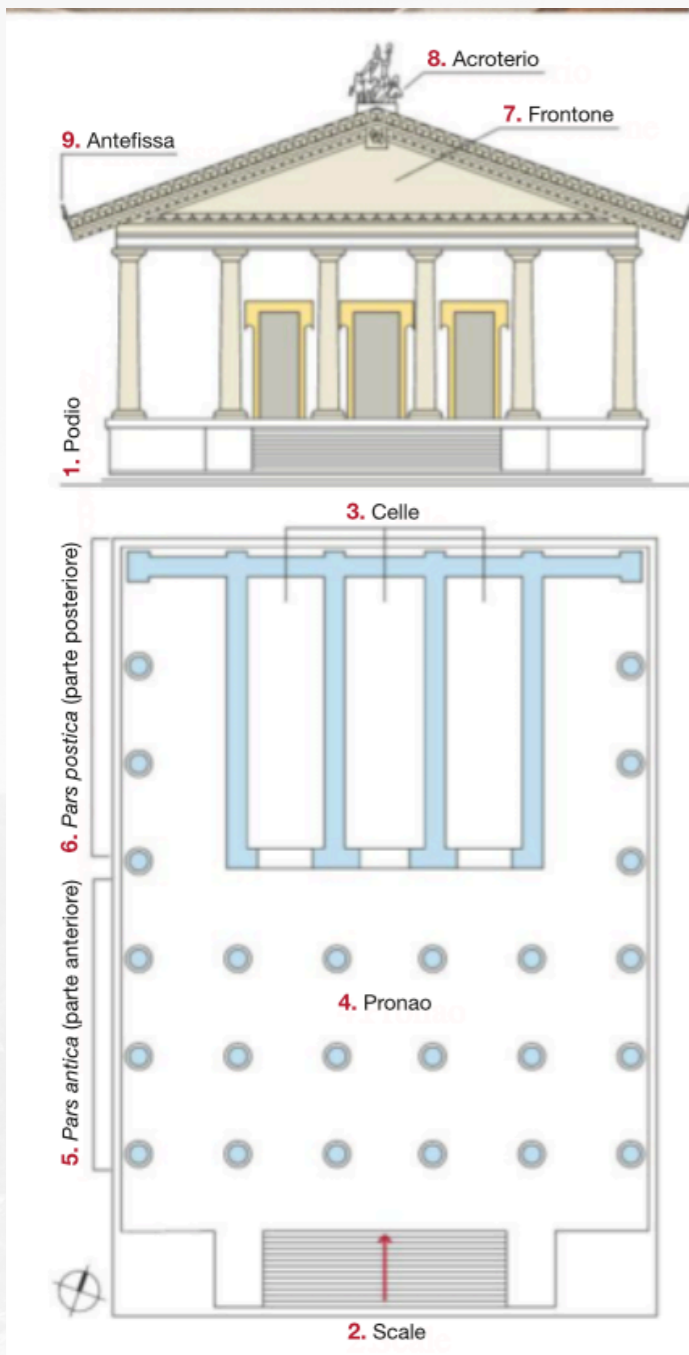 8. Acroterio
7. Frontone
9. Antefissa
1. Podio
3. Celle
6. Pars postica (parte posteriore)
5. Pars antica (parte anteriore)
4. Pronao
2. Scale